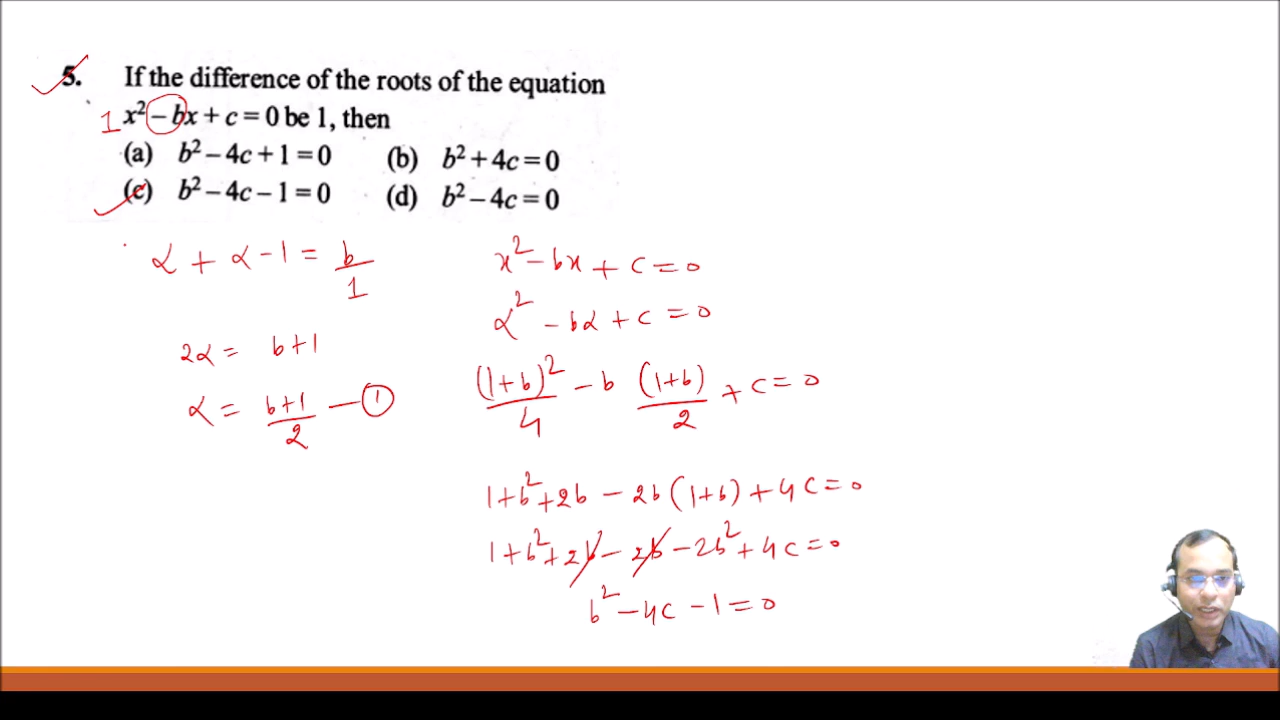 5. If the difference of the roots of the equation
1 x² – bx + c = 0 be 1, then
(a) b² – 4c + 1 = 0 (b) b² + 4c = 0
(c) b² – 4c – 1 = 0 (d) b² – 4c = 0
α + α - 1 = b/1
2α = b+1
α = (b+1)/2 — ①
x² - bx + c = 0
α² - bα + c = 0
(1+b)²/4 - b (1+b)/2 + c = 0
1+b²+2b - 2b(1+b) + 4c = 0
1+b²+2b - 2b - 2b² + 4c = 0
b² - 4c - 1 = 0